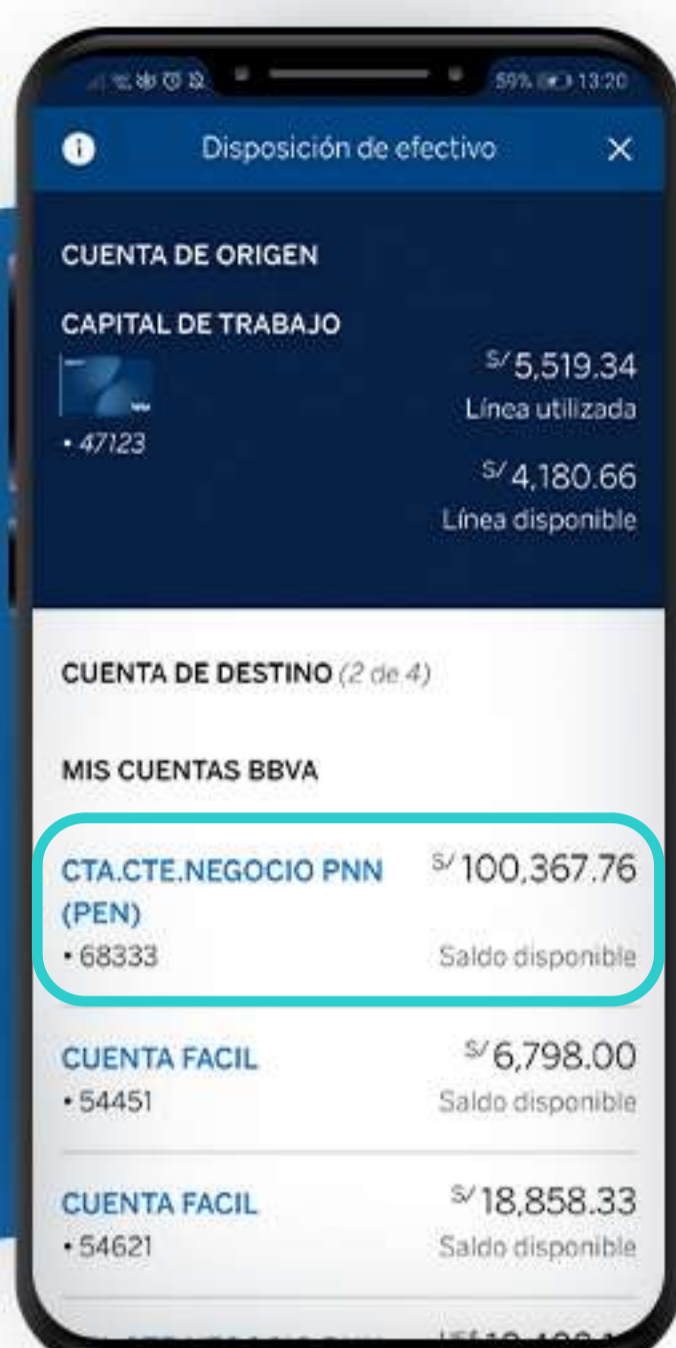 59% 13:20
Disposición de efectivo
CUENTA DE ORIGEN
CAPITAL DE TRABAJO
S/ 5,519.34
Línea utilizada
• 47123
S/ 4,180.66
Línea disponible
CUENTA DE DESTINO (2 de 4)
MIS CUENTAS BBVA
CTA.CTE.NEGOCIO PNN S/ 100,367.76
(PEN)
• 68333 Saldo disponible
CUENTA FACIL S/ 6,798.00
• 54451 Saldo disponible
CUENTA FACIL S/ 18,858.33
• 54621 Saldo disponible